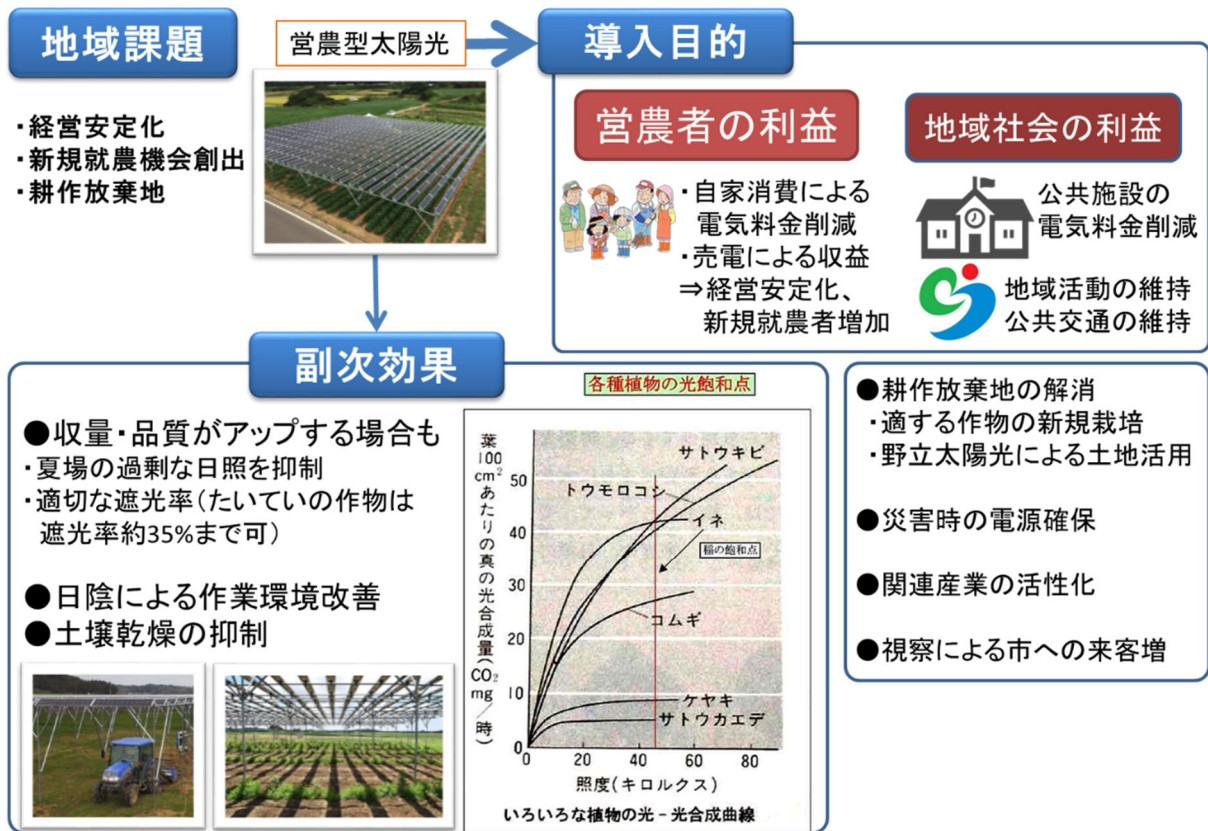 地域課題
・経営安定化
・新規就農機会創出
・耕作放棄地
営農型太陽光
導入目的
営農者の利益
・自家消費による
電気料金削減
・売電による収益
⇒経営安定化、
新規就農者増加
地域社会の利益
公共施設の
電気料金削減
地域活動の維持
公共交通の維持
副次効果
●収量・品質がアップする場合も
・夏場の過剰な日照を抑制
・適切な遮光率（たいていの作物は
遮光率約35%まで可）
●日陰による作業環境改善
●土壌乾燥の抑制
各種植物の光飽和点
葉100cm²あたりの真の光合成量(CO₂mg／時)
50
40
30
20
10
0
サトウキビ
トウモロコシ
イネ
稲の飽和点
コムギ
ケヤキ
サトウカエデ
0 20 40 60 80
照度(キロルクス)
いろいろな植物の光－光合成曲線
●耕作放棄地の解消
・適する作物の新規栽培
・野立太陽光による土地活用
●災害時の電源確保
●関連産業の活性化
●視察による市への来客増